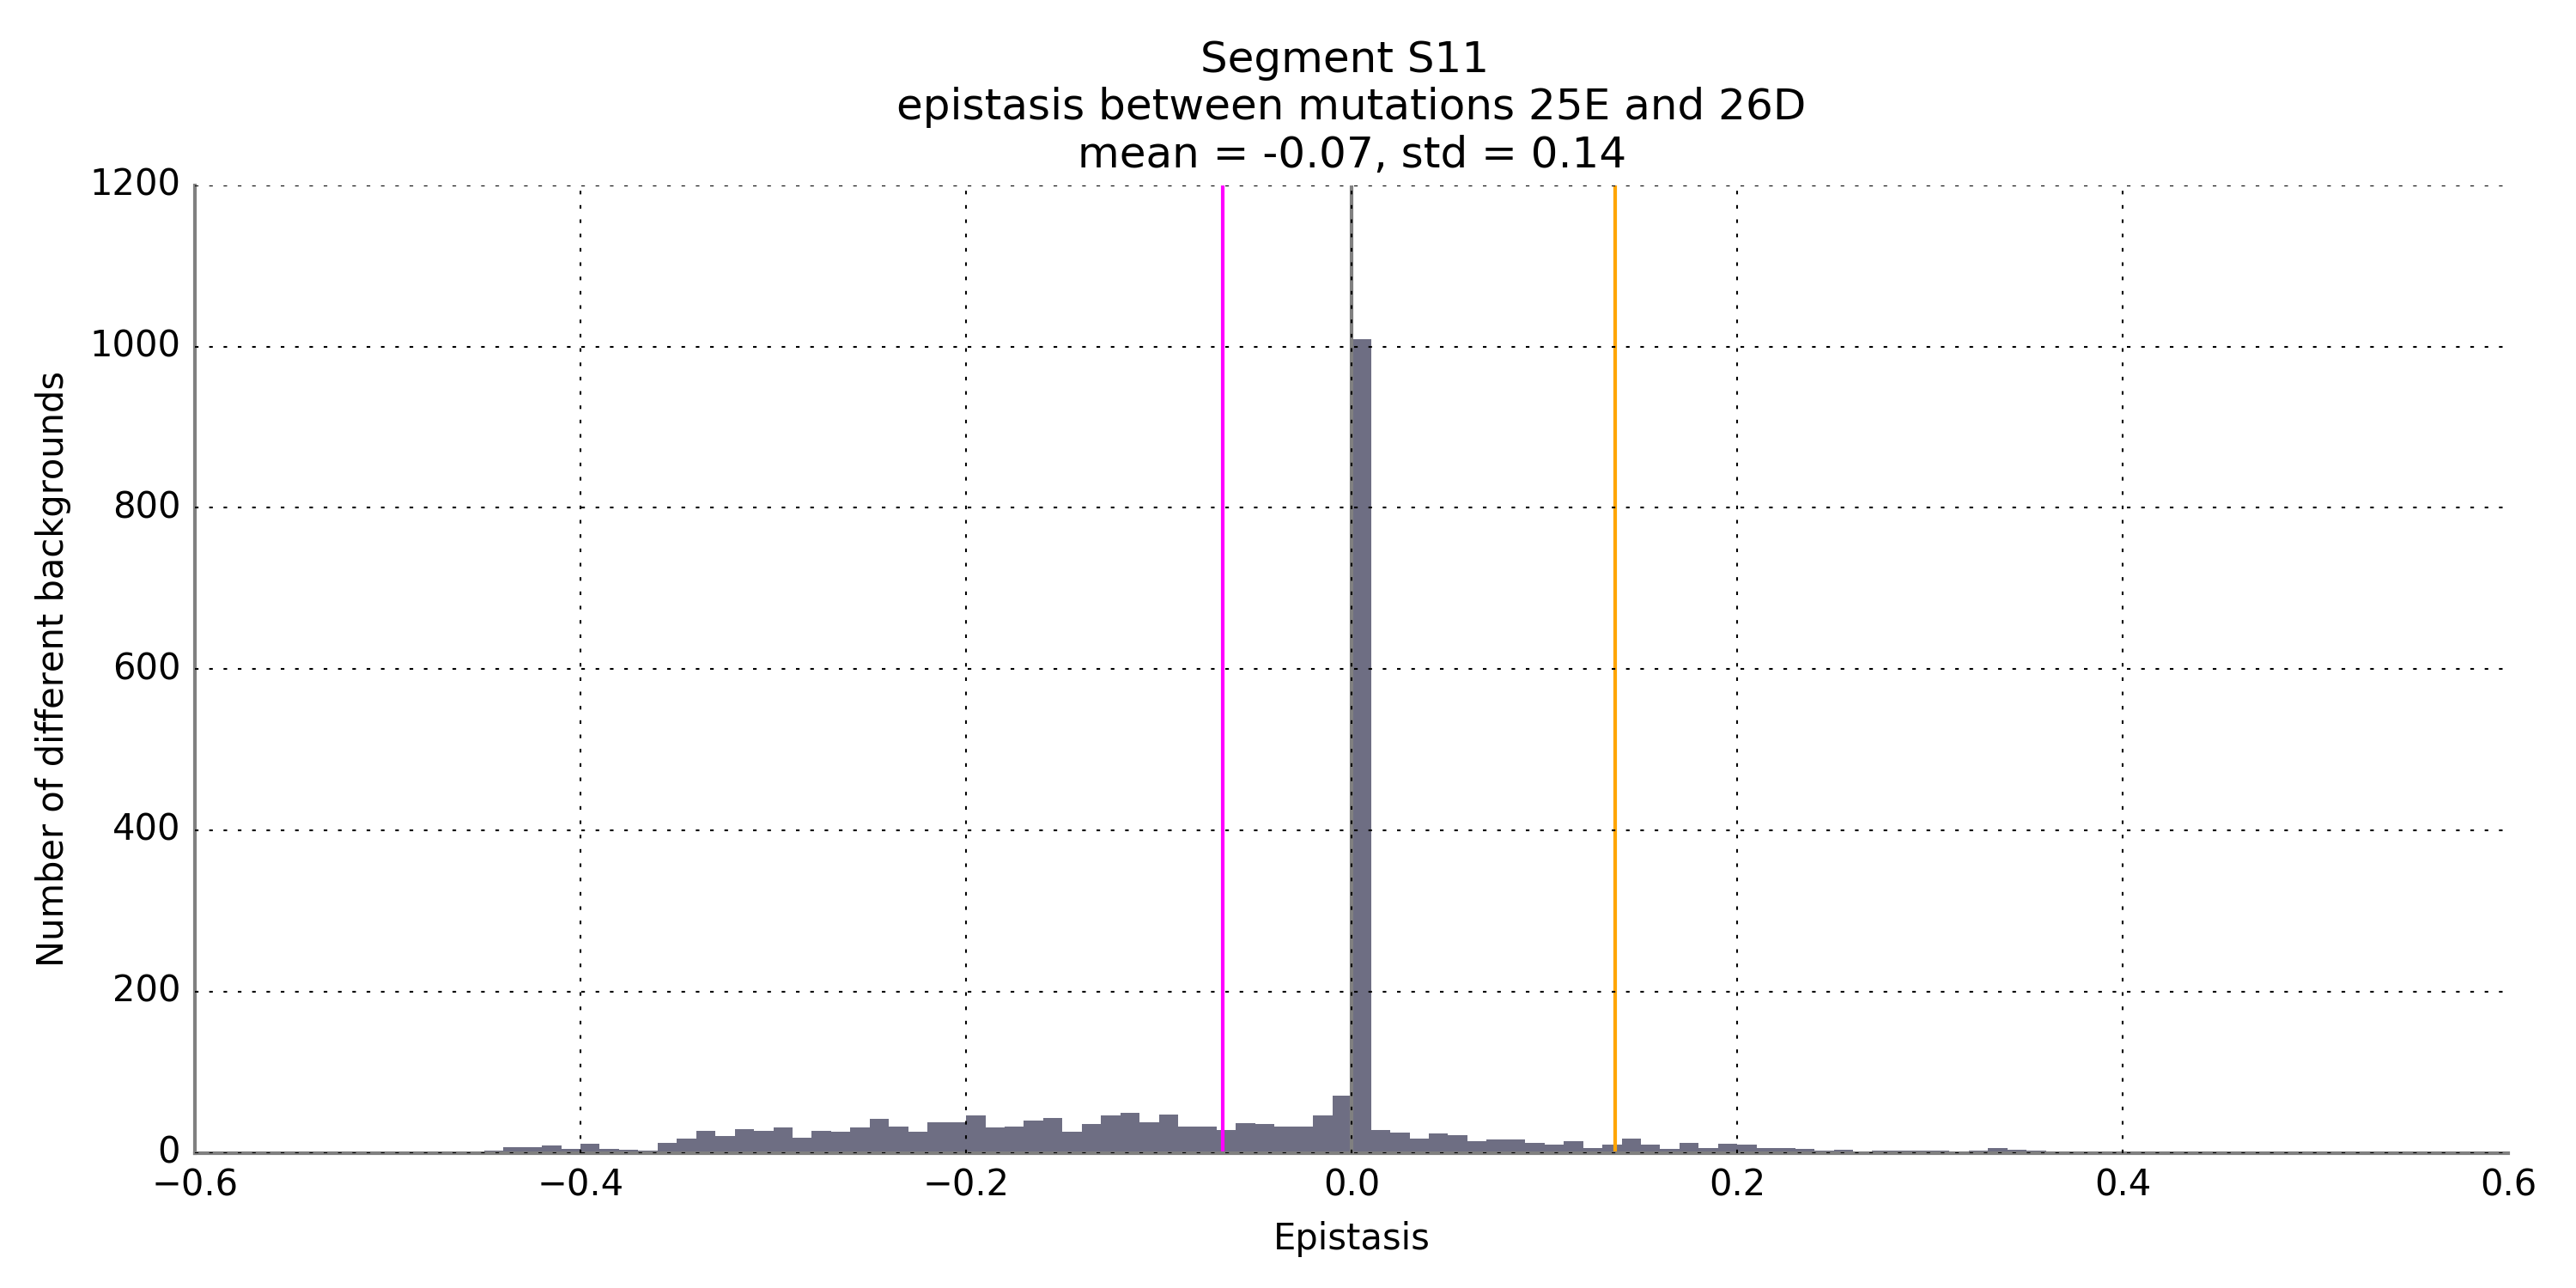 Segment S11
epistasis between mutations 25E and 26D
mean = -0.07, std = 0.14
1200
1000
800
600
400
200
0
Number of different backgrounds
−0.6
−0.4
−0.2
0.0
0.2
0.4
0.6
Epistasis